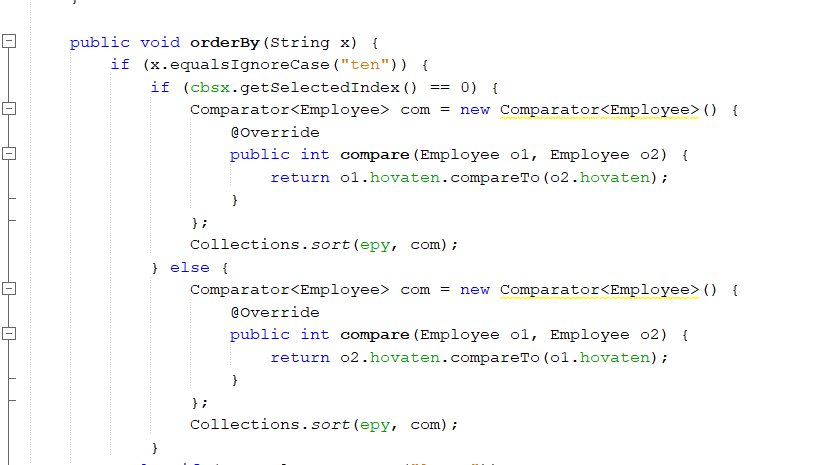 public void orderBy(String x) {
if (x.equalsIgnoreCase("ten")) {
if (cbsx.getSelectedIndex() == 0) {
Comparator<Employee> com = new Comparator<Employee>() {
@Override
public int compare(Employee o1, Employee o2) {
return o1.hovaten.compareTo(o2.hovaten);
}
};
Collections.sort(epy, com);
} else {
Comparator<Employee> com = new Comparator<Employee>() {
@Override
public int compare(Employee o1, Employee o2) {
return o2.hovaten.compareTo(o1.hovaten);
}
};
Collections.sort(epy, com);
}